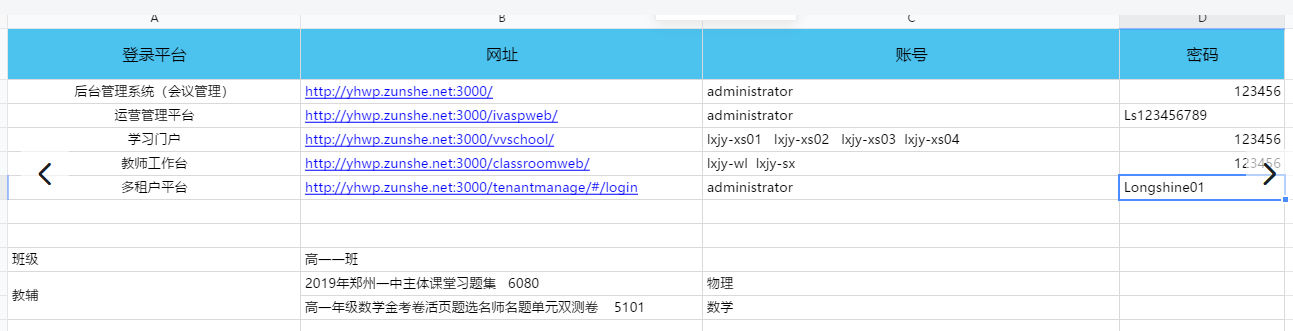 A B C D
登录平台 网址 账号 密码
后台管理系统（会议管理） http://yhwp.zunshe.net:3000/ administrator 123456
运营管理平台 http://yhwp.zunshe.net:3000/ivaspweb/ administrator Ls123456789
学习门户 http://yhwp.zunshe.net:3000/vvschool/ lxjy-xs01 lxjy-xs02 lxjy-xs03 lxjy-xs04 123456
教师工作台 http://yhwp.zunshe.net:3000/classroomweb/ lxjy-wl lxjy-sx 123456
多租户平台 http://yhwp.zunshe.net:3000/tenantmanage/#/login administrator Longshine01
班级 高一一班
教辅
2019年郑州一中主体课堂习题集 6080 物理
高一年级数学金考卷活页题选名师名题单元双测卷 5101 数学